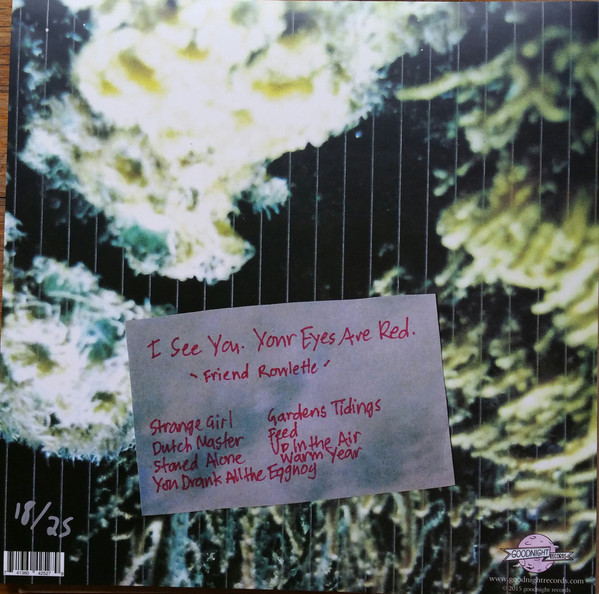 I See You. Your Eyes Are Red.
~ Friend Roulette ~
Strange Girl
Dutch Master
Stoned Alone
You Drank All the Eggnog
Gardens Tidings
Feed
Up In the Air
Warm Year
18/25
41360 42527
GOODNIGHT
RECORDS
www.goodnightrecords.com
©2015 goodnight records